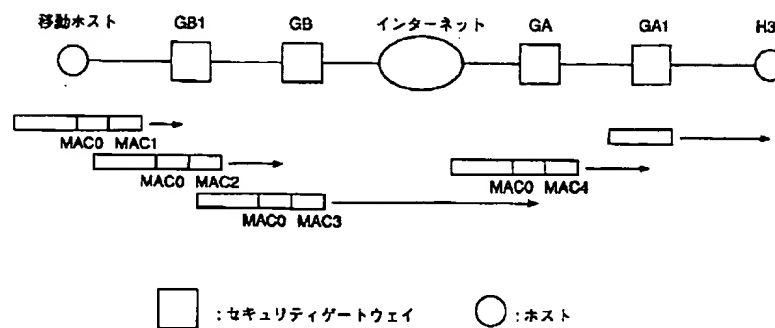 移動ホスト
GB1
GB
インターネット
GA
GA1
H3
MAC0 MAC1
MAC0 MAC2
MAC0 MAC3
MAC0 MAC4
:セキュリティゲートウェイ
:ホスト